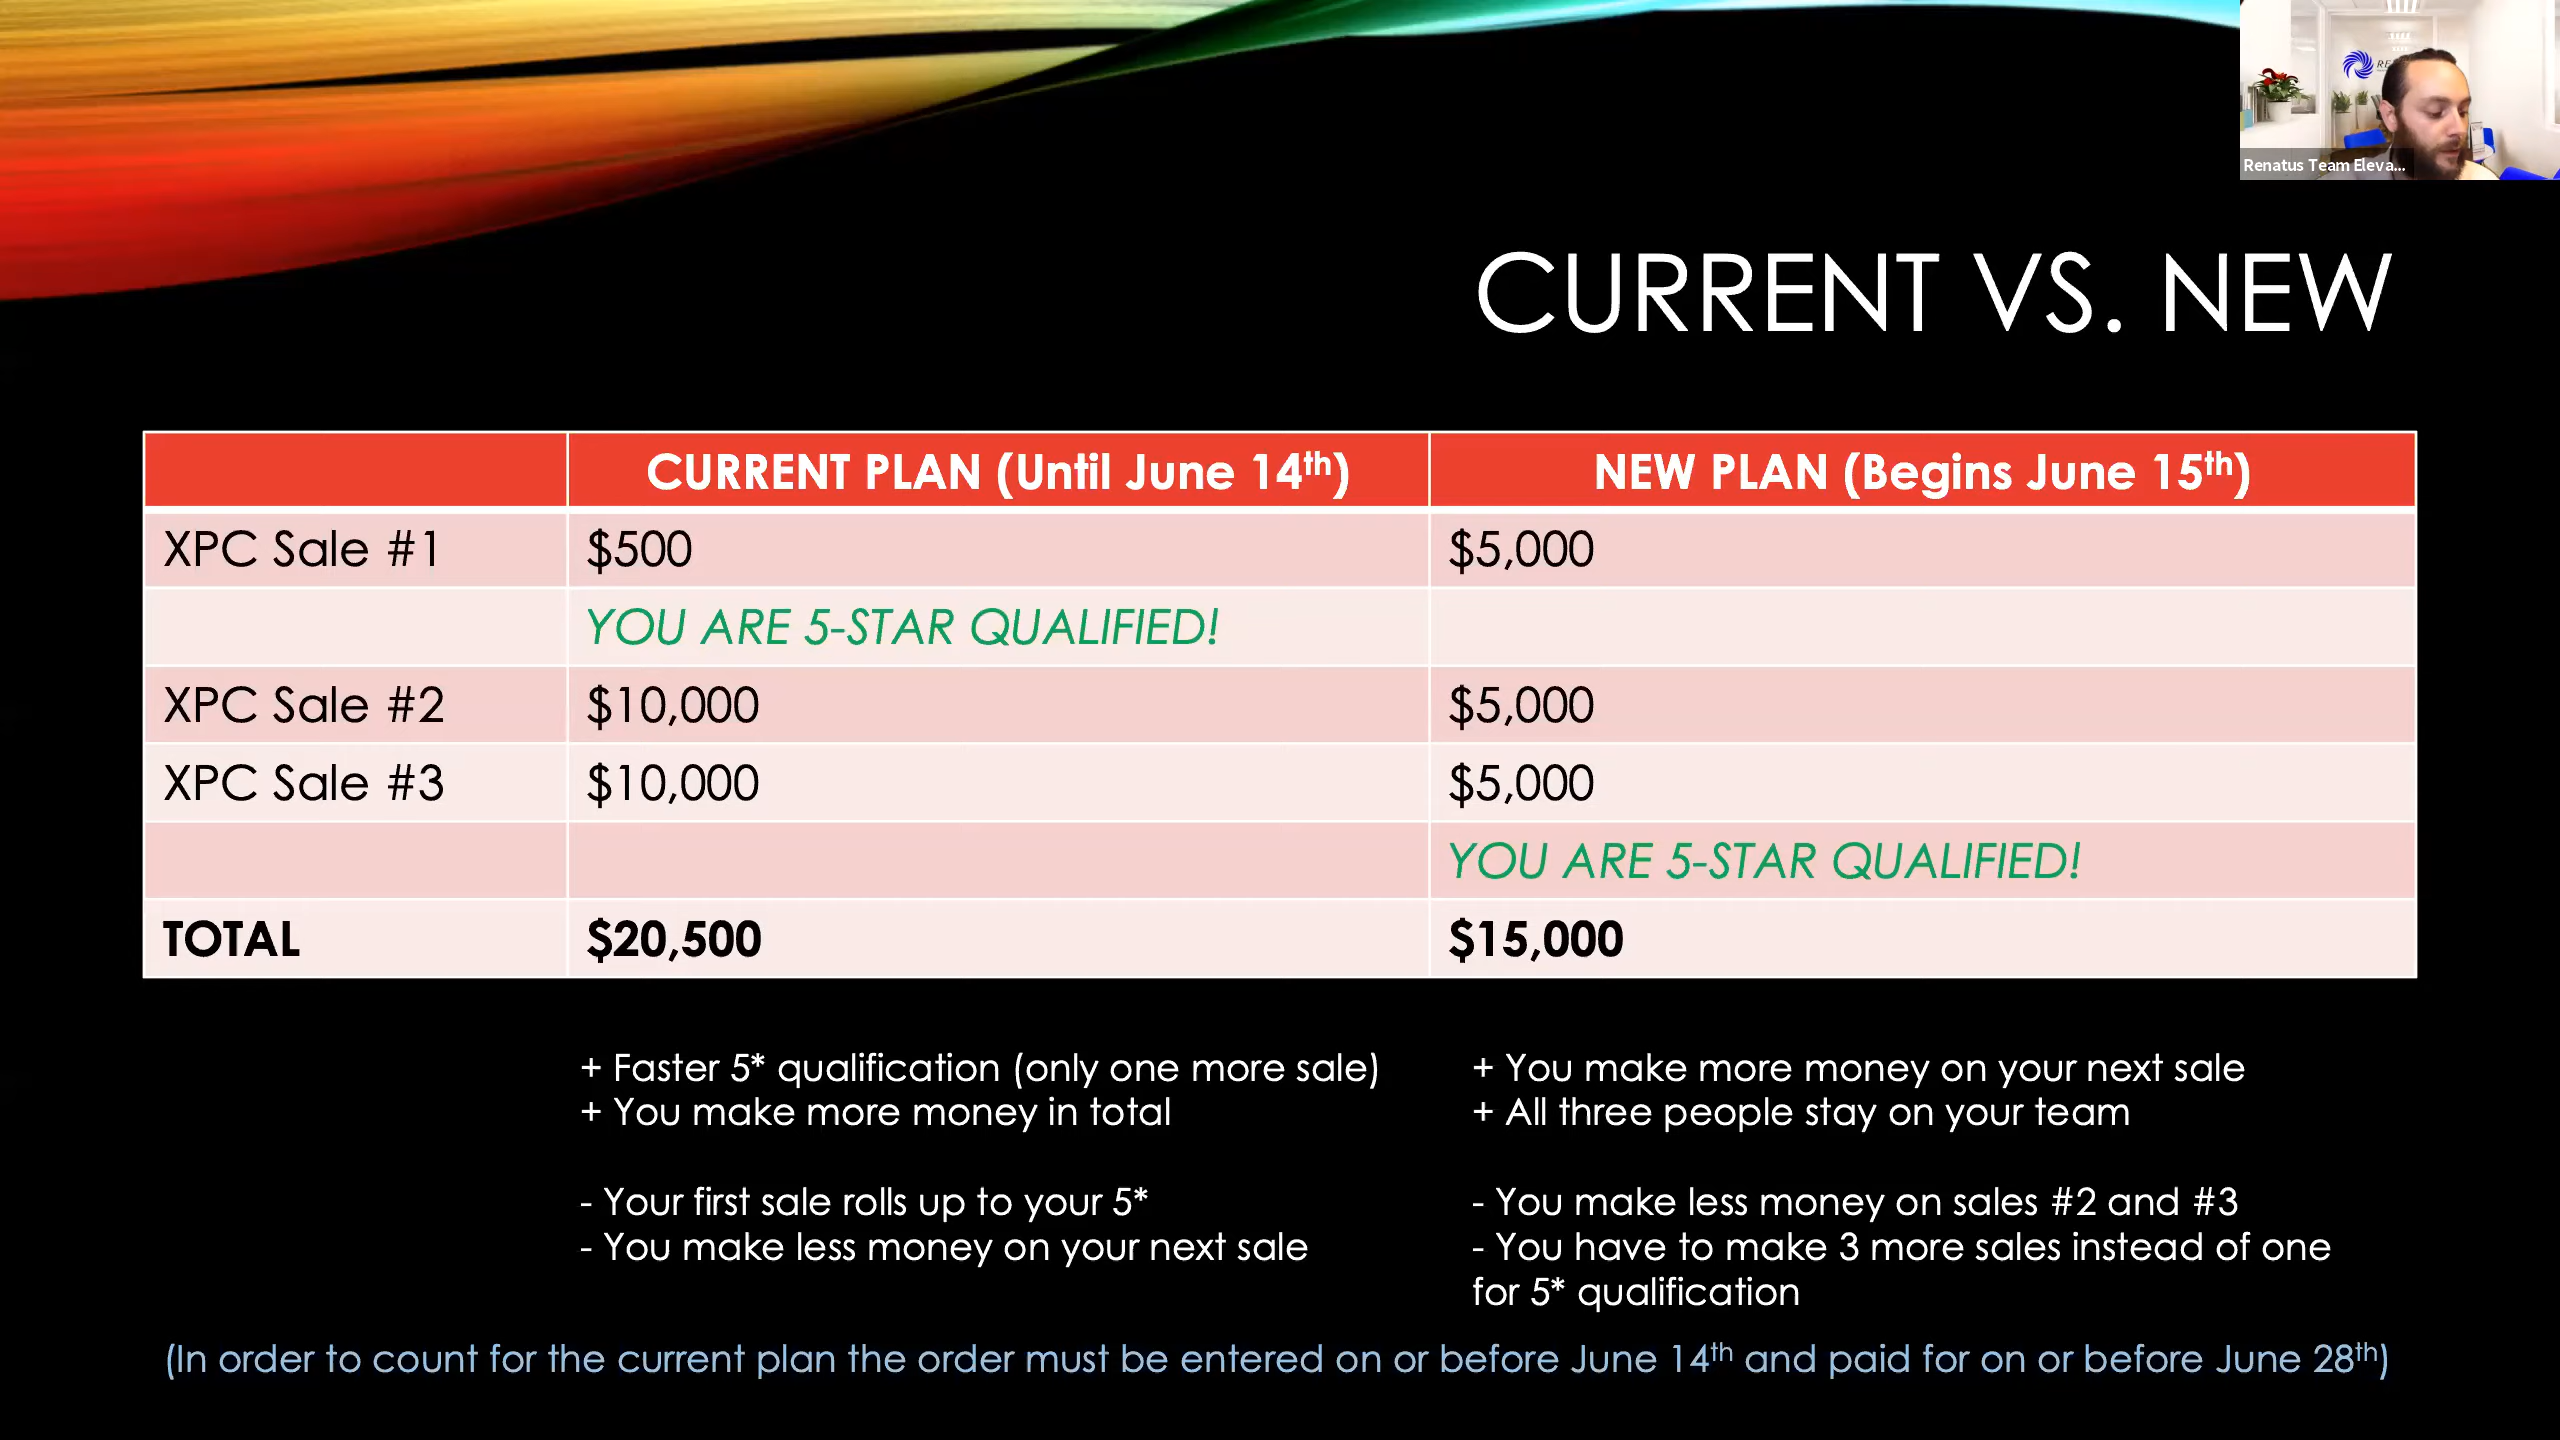 Renatus Team Eleva...
CURRENT VS. NEW
CURRENT PLAN (Until June 14th) NEW PLAN (Begins June 15th)
XPC Sale #1 $500 $5,000
YOU ARE 5-STAR QUALIFIED!
XPC Sale #2 $10,000 $5,000
XPC Sale #3 $10,000 $5,000
YOU ARE 5-STAR QUALIFIED!
TOTAL $20,500 $15,000
+ Faster 5* qualification (only one more sale)
+ You make more money in total
- Your first sale rolls up to your 5*
- You make less money on your next sale
+ You make more money on your next sale
+ All three people stay on your team
- You make less money on sales #2 and #3
- You have to make 3 more sales instead of one
for 5* qualification
(In order to count for the current plan the order must be entered on or before June 14th and paid for on or before June 28th)